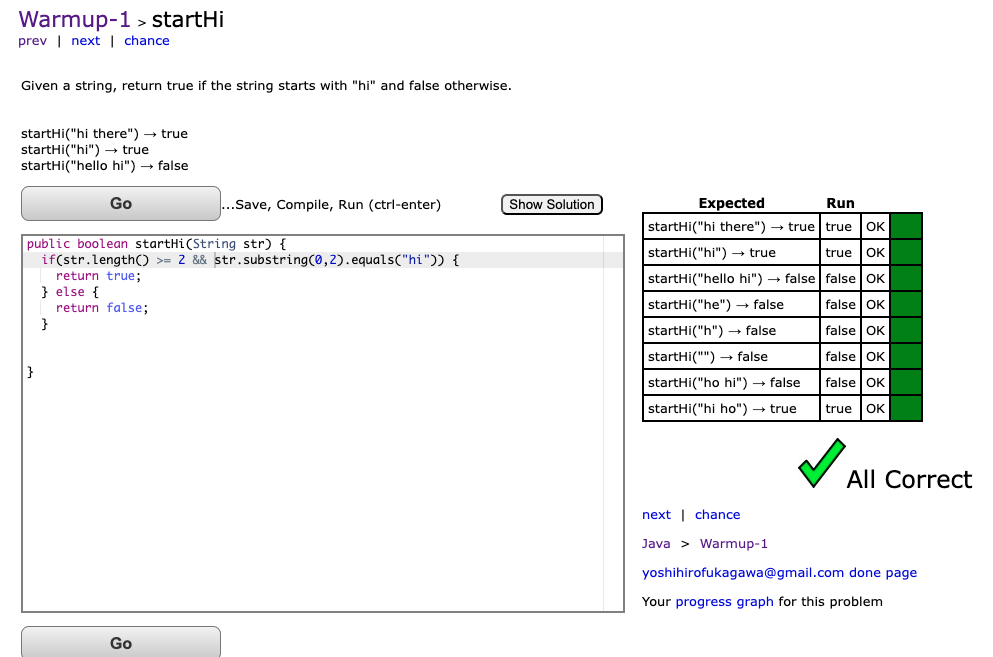 Warmup-1 > startHi
prev | next | chance
Given a string, return true if the string starts with "hi" and false otherwise.
startHi("hi there") → true
startHi("hi") → true
startHi("hello hi") → false
Go
...Save, Compile, Run (ctrl-enter)
Show Solution
public boolean startHi(String str) {
  if(str.length() >= 2 && str.substring(0,2).equals("hi")) {
    return true;
  } else {
    return false;
  }
}
Go
Expected Run
startHi("hi there") → true true OK
startHi("hi") → true true OK
startHi("hello hi") → false false OK
startHi("he") → false false OK
startHi("h") → false false OK
startHi("") → false false OK
startHi("ho hi") → false false OK
startHi("hi ho") → true true OK
All Correct
next | chance
Java > Warmup-1
yoshihirofukagawa@gmail.com done page
Your progress graph for this problem